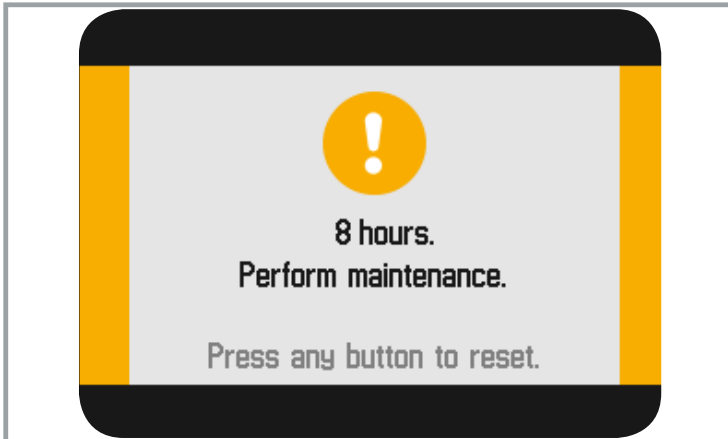 8 hours.
Perform maintenance.
Press any button to reset.